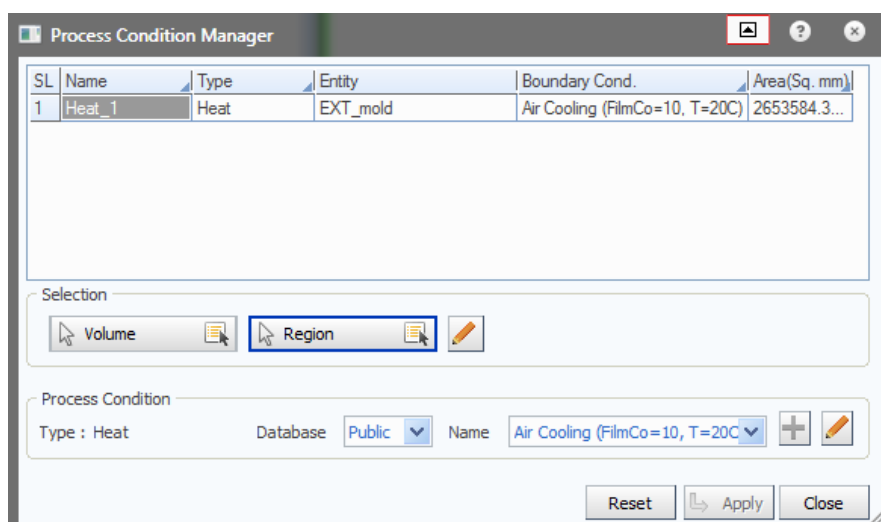 Process Condition Manager
SL Name Type Entity Boundary Cond. Area(Sq. mm)
1 Heat_1 Heat EXT_mold Air Cooling (FilmCo=10, T=20C) 2653584.3...
Selection
Volume Region
Process Condition
Type : Heat Database Public Name Air Cooling (FilmCo=10, T=20C
Reset Apply Close